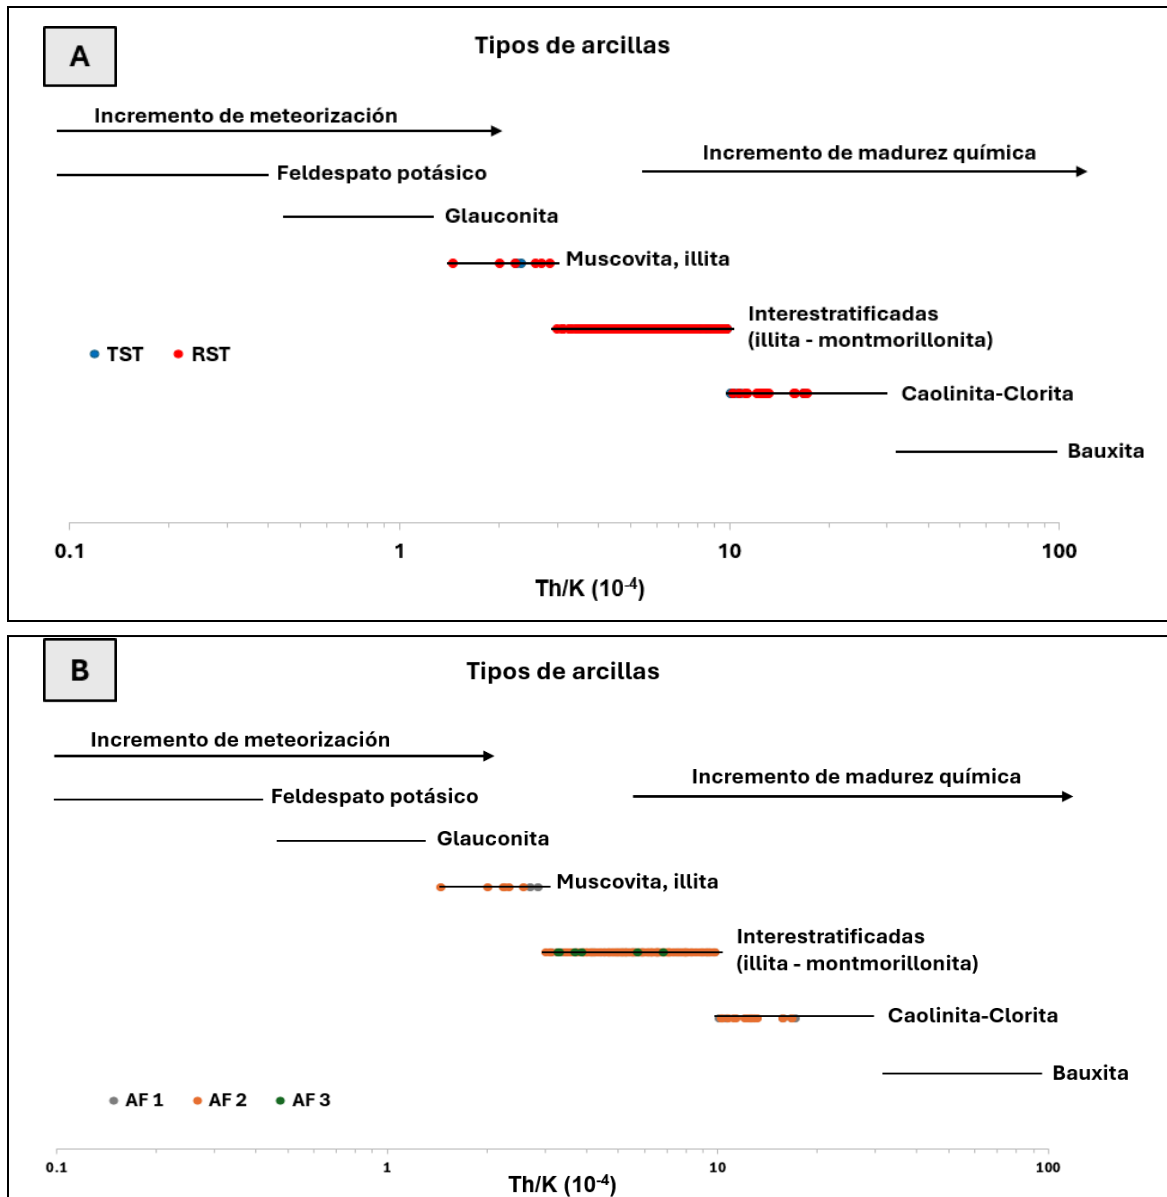 A
Tipos de arcillas
Incremento de meteorización
Incremento de madurez química
Feldespato potásico
Glauconita
Muscovita, illita
Interestratificadas
(illita - montmorillonita)
TST RST
Caolinita-Clorita
Bauxita
0.1 1 10 100
Th/K (10-4)
B
Tipos de arcillas
Incremento de meteorización
Incremento de madurez química
Feldespato potásico
Glauconita
Muscovita, illita
Interestratificadas
(illita - montmorillonita)
Caolinita-Clorita
Bauxita
AF 1 AF 2 AF 3
0.1 1 10 100
Th/K (10-4)